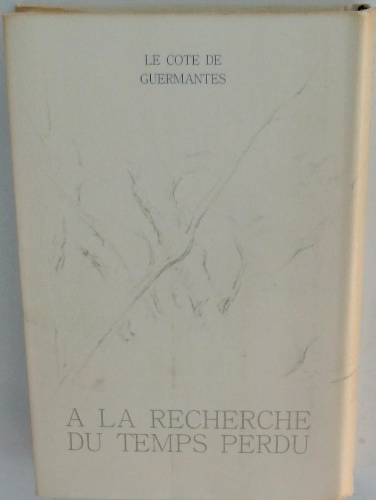 LE COTE DE
GUERMANTES
A LA RECHERCHE
DU TEMPS PERDU